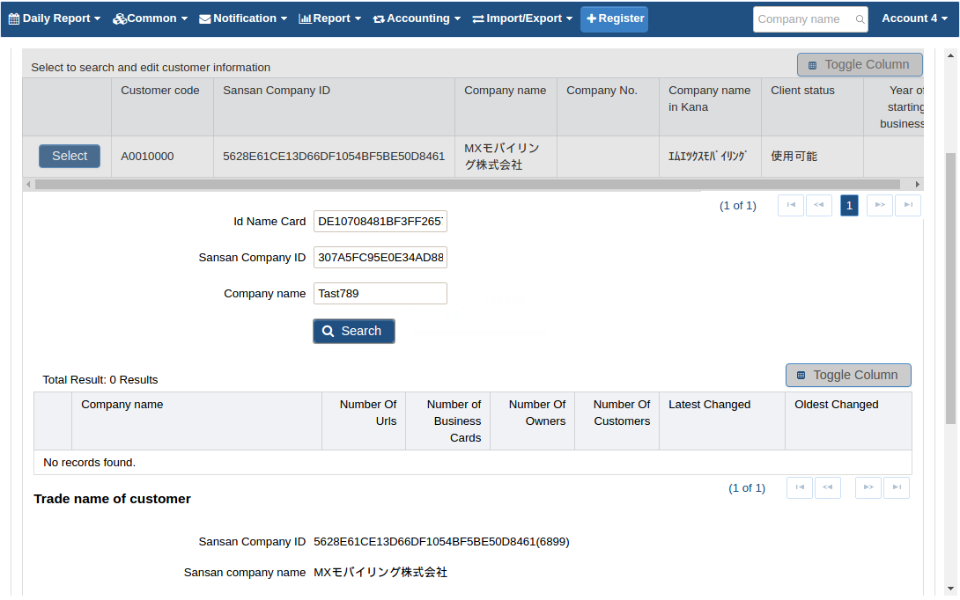 Daily Report Common Notification Report Accounting Import/Export Register Company name Account 4
Select to search and edit customer information Toggle Column
Customer code Sansan Company ID Company name Company No. Company name in Kana Client status Year of starting business
Select A0010000 5628E61CE13D66DF1054BF5BE50D8461 MXモバイリング株式会社 ｴﾑｴｯｸｽﾓﾊﾞｲﾘﾝｸﾞ 使用可能
(1 of 1) 1
Id Name Card DE10708481BF3FF265
Sansan Company ID 307A5FC95E0E34AD88
Company name Tast789
Search
Total Result: 0 Results Toggle Column
Company name Number Of Urls Number of Business Cards Number Of Owners Number Of Customers Latest Changed Oldest Changed
No records found.
(1 of 1)
Trade name of customer
Sansan Company ID 5628E61CE13D66DF1054BF5BE50D8461(6899)
Sansan company name MXモバイリング株式会社